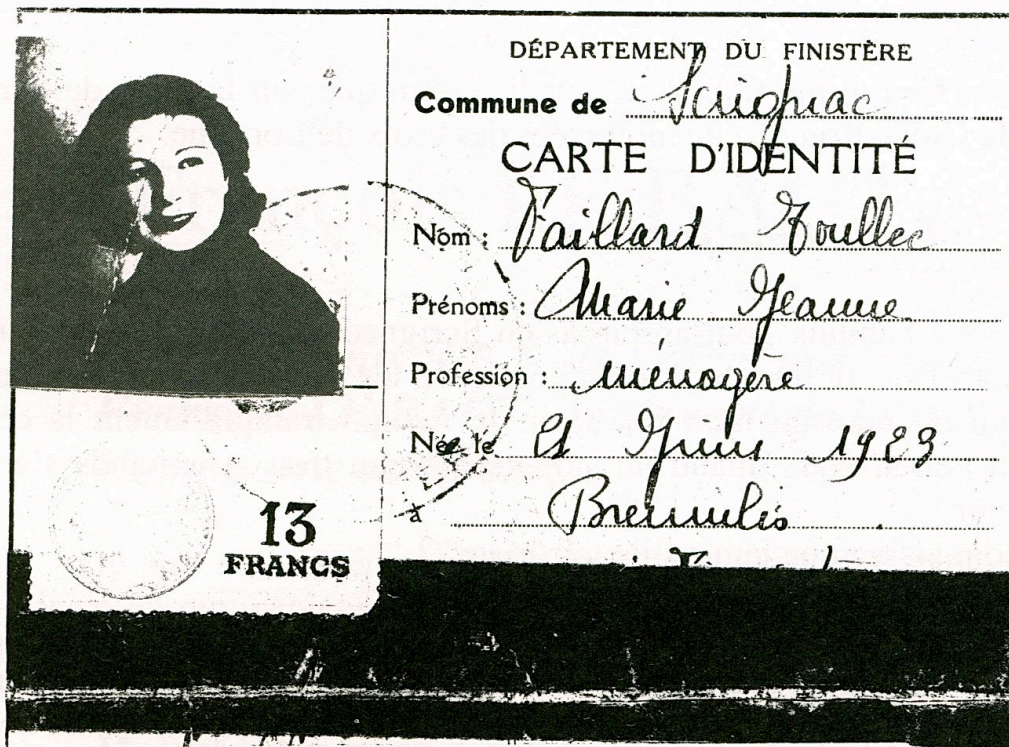 DÉPARTEMENT DU FINISTÈRE
Commune de Scrignac
CARTE D'IDENTITÉ
Nom : Vaillard Toullec
Prénoms : Marie Jeanne
Profession : Ménagère
Née le 21 Juin 1923
à Brennilis
13
FRANCS